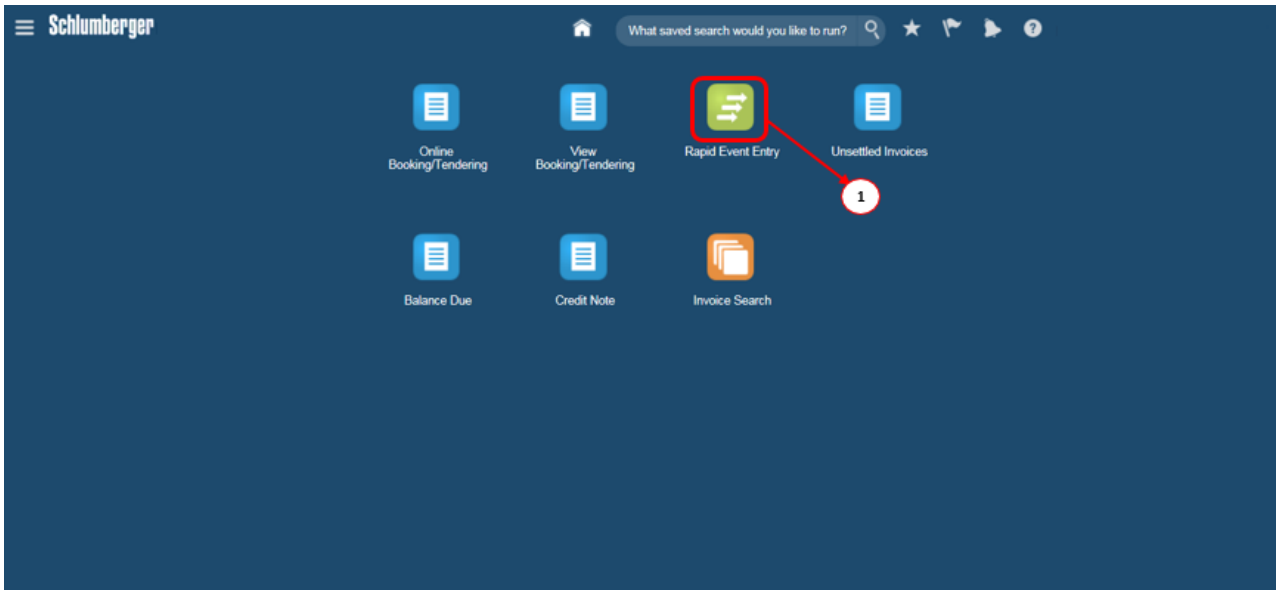 Schlumberger
What saved search would you like to run?
Online
Booking/Tendering
View
Booking/Tendering
Rapid Event Entry
Unsettled Invoices
1
Balance Due
Credit Note
Invoice Search